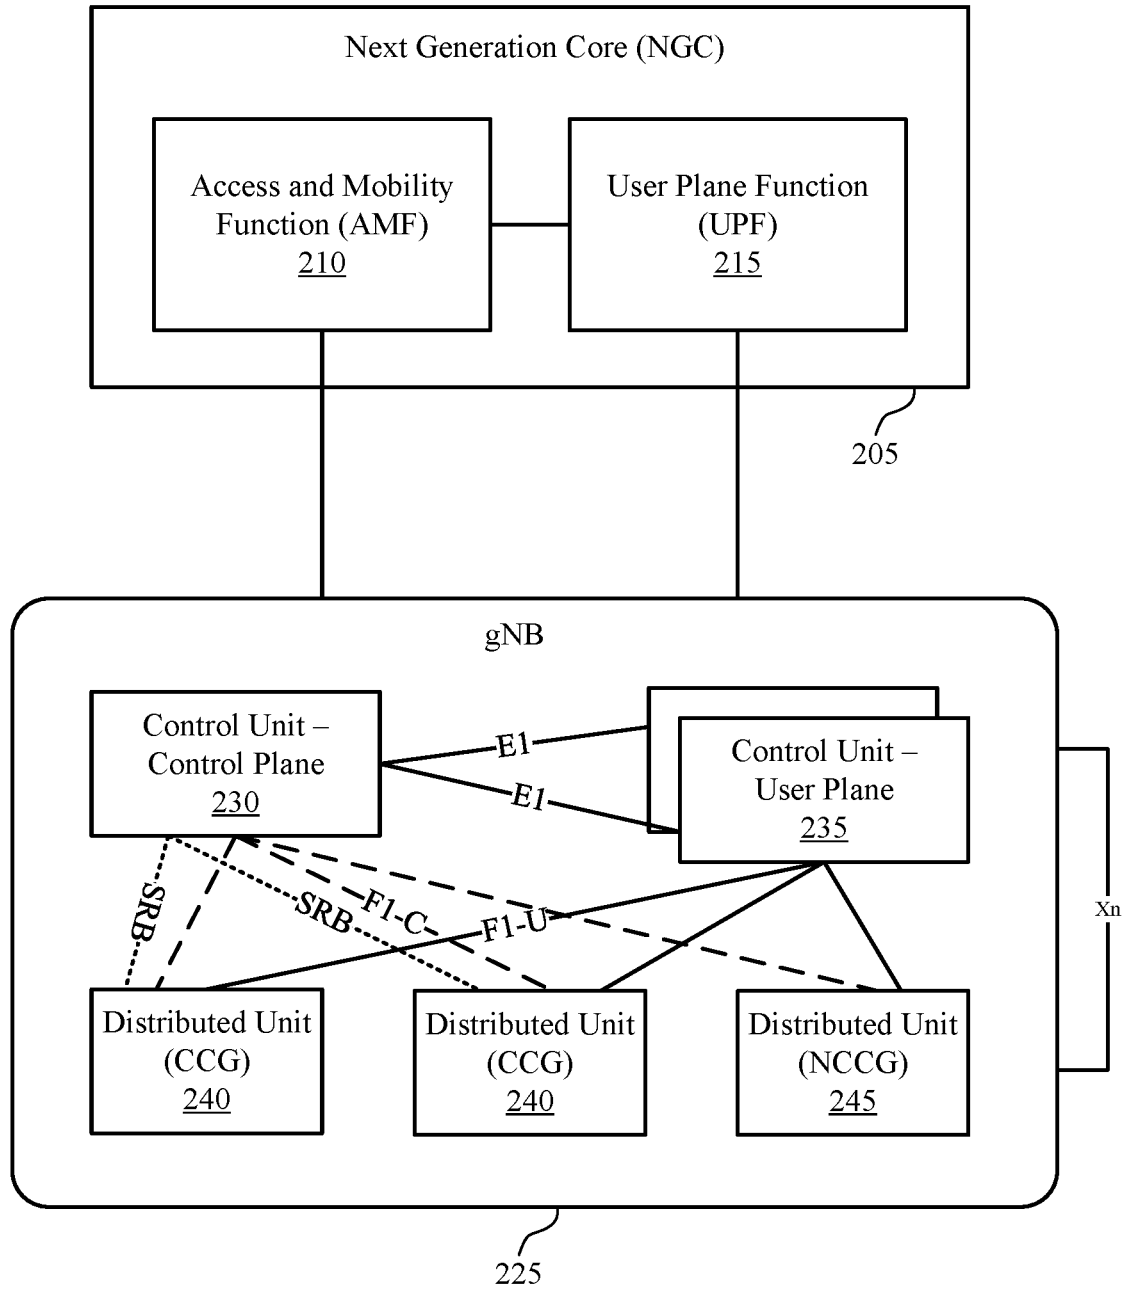 Next Generation Core (NGC)
Access and Mobility
Function (AMF)
210
User Plane Function
(UPF)
215
205
gNB
Control Unit –
Control Plane
230
E1
E1
Control Unit –
User Plane
235
SRB
SRB
F1-C
F1-U
Xn
Distributed Unit
(CCG)
240
Distributed Unit
(CCG)
240
Distributed Unit
(NCCG)
245
225